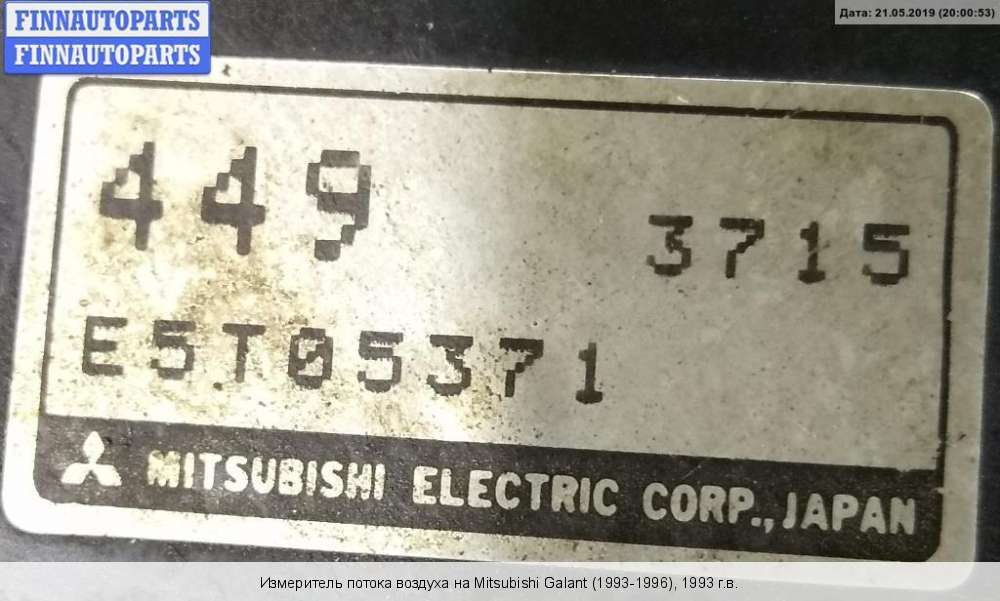 FINNAUTOPARTS
FINNAUTOPARTS
Дата: 21.05.2019 (20:00:53)
449
3715
E5T05371
MITSUBISHI ELECTRIC CORP., JAPAN
Измеритель потока воздуха на Mitsubishi Galant (1993-1996), 1993 г.в.